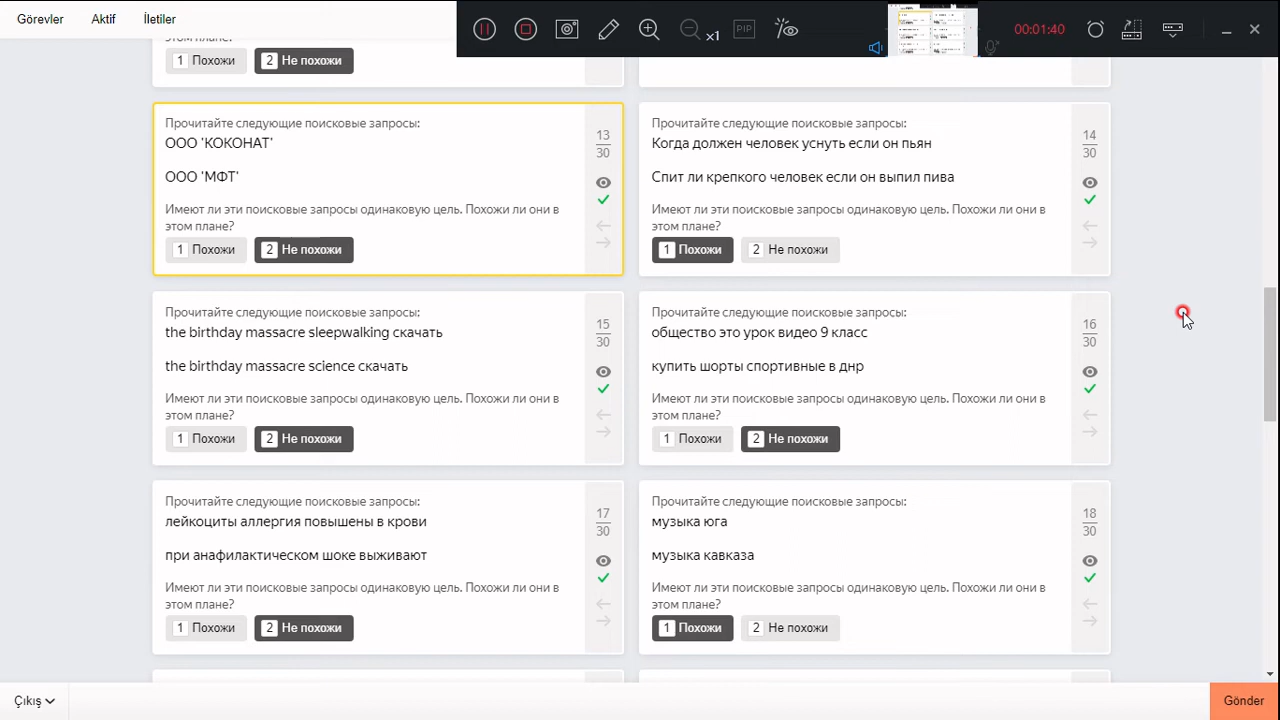 Görevler Aktif İletiler
x1
00:01:40
этом плане?
1 Похожи 2 Не похожи
Прочитайте следующие поисковые запросы:
ООО 'КОКОНАТ'
ООО 'МФТ'
Имеют ли эти поисковые запросы одинаковую цель. Похожи ли они в
этом плане?
1 Похожи 2 Не похожи
13
30
Прочитайте следующие поисковые запросы:
Когда должен человек уснуть если он пьян
Спит ли крепкого человек если он выпил пива
Имеют ли эти поисковые запросы одинаковую цель. Похожи ли они в
этом плане?
1 Похожи 2 Не похожи
14
30
Прочитайте следующие поисковые запросы:
the birthday massacre sleepwalking скачать
the birthday massacre science скачать
Имеют ли эти поисковые запросы одинаковую цель. Похожи ли они в
этом плане?
1 Похожи 2 Не похожи
15
30
Прочитайте следующие поисковые запросы:
общество это урок видео 9 класс
купить шорты спортивные в днр
Имеют ли эти поисковые запросы одинаковую цель. Похожи ли они в
этом плане?
1 Похожи 2 Не похожи
16
30
Прочитайте следующие поисковые запросы:
лейкоциты аллергия повышены в крови
при анафилактическом шоке выживают
Имеют ли эти поисковые запросы одинаковую цель. Похожи ли они в
этом плане?
1 Похожи 2 Не похожи
17
30
Прочитайте следующие поисковые запросы:
музыка юга
музыка кавказа
Имеют ли эти поисковые запросы одинаковую цель. Похожи ли они в
этом плане?
1 Похожи 2 Не похожи
18
30
Çıkış
Gönder